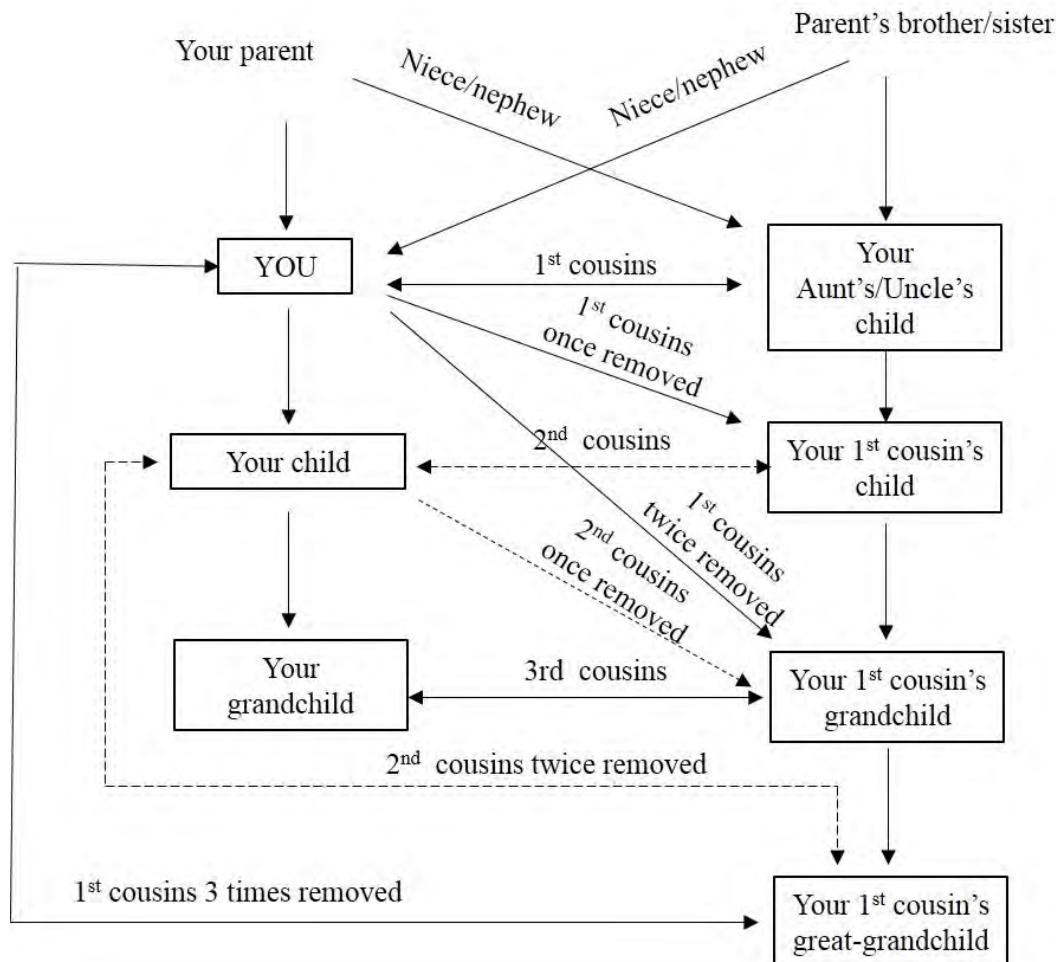 Your parent
Parent's brother/sister
Niece/nephew
Niece/nephew
YOU
1st cousins
Your
Aunt's/Uncle's
child
1st cousins
once removed
Your child
2nd cousins
Your 1st cousin's
child
1st cousins
twice removed
2nd cousins
once removed
Your
grandchild
3rd cousins
Your 1st cousin's
grandchild
2nd cousins twice removed
1st cousins 3 times removed
Your 1st cousin's
great-grandchild